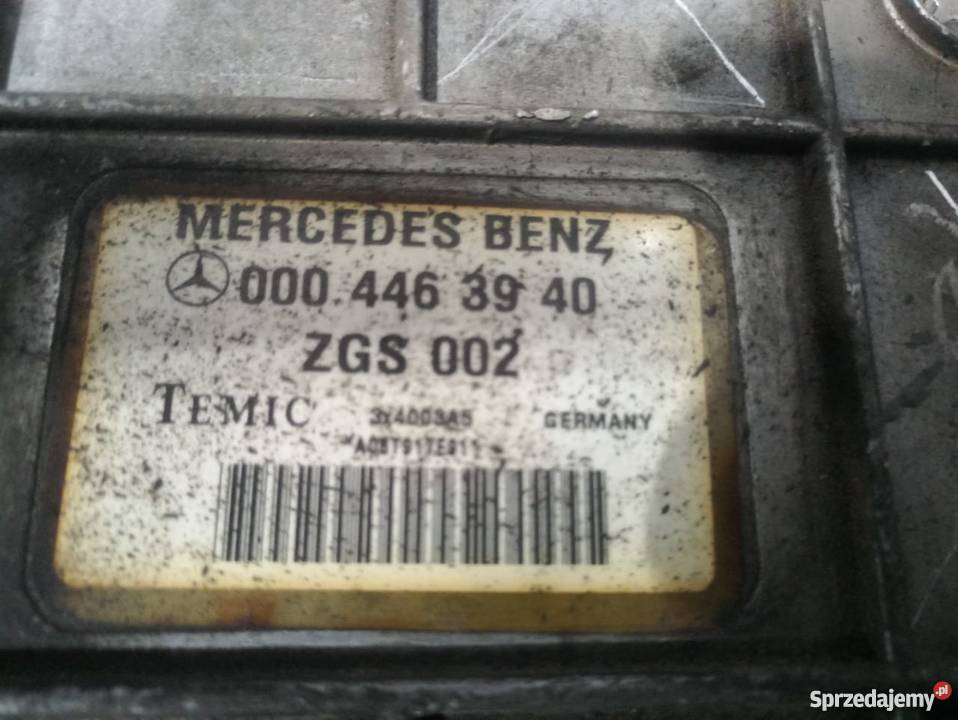 MERCEDES BENZ
000 446 39 40
ZGS 002
TEMIC GERMANY
Sprzedajemy.pl